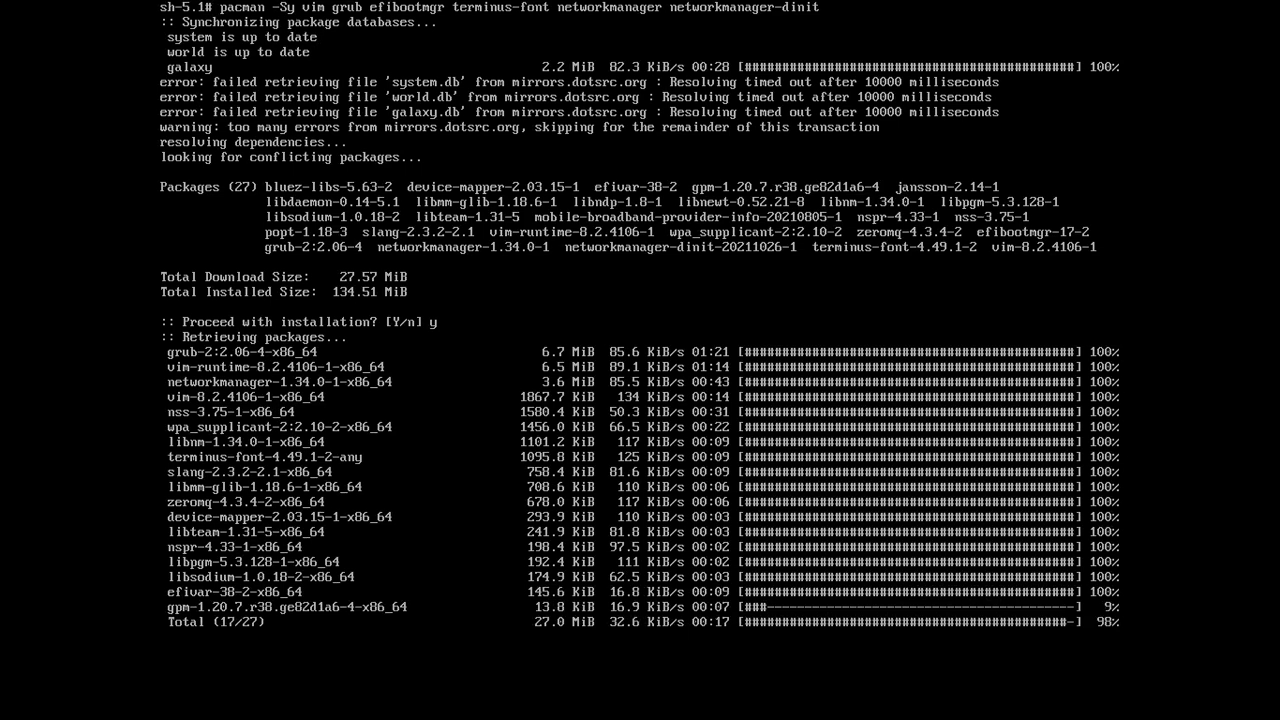 sh-5.1# pacman -Sy vim grub efibootmgr terminus-font networkmanager networkmanager-dinit
:: Synchronizing package databases...
system is up to date
world is up to date
galaxy 2.2 MiB 82.3 KiB/s 00:28 [############################################] 100%
error: failed retrieving file 'system.db' from mirrors.dotsrc.org : Resolving timed out after 10000 milliseconds
error: failed retrieving file 'world.db' from mirrors.dotsrc.org : Resolving timed out after 10000 milliseconds
error: failed retrieving file 'galaxy.db' from mirrors.dotsrc.org : Resolving timed out after 10000 milliseconds
warning: too many errors from mirrors.dotsrc.org, skipping for the remainder of this transaction
resolving dependencies...
looking for conflicting packages...
Packages (27) bluez-libs-5.63-2 device-mapper-2.03.15-1 efivar-38-2 gpm-1.20.7.r38.ge82d1a6-4 jansson-2.14-1
libdaemon-0.14-5.1 libmm-glib-1.18.6-1 libndp-1.8-1 libnewt-0.52.21-8 libnm-1.34.0-1 libpgm-5.3.128-1
libsodium-1.0.18-2 libteam-1.31-5 mobile-broadband-provider-info-20210805-1 nspr-4.33-1 nss-3.75-1
popt-1.18-3 slang-2.3.2-2.1 vim-runtime-8.2.4106-1 wpa_supplicant-2:2.10-2 zeromq-4.3.4-2 efibootmgr-17-2
grub-2:2.06-4 networkmanager-1.34.0-1 networkmanager-dinit-20211026-1 terminus-font-4.49.1-2 vim-8.2.4106-1
Total Download Size: 27.57 MiB
Total Installed Size: 134.51 MiB
:: Proceed with installation? [Y/n] y
:: Retrieving packages...
grub-2:2.06-4-x86_64 6.7 MiB 85.6 KiB/s 01:21 [############################################] 100%
vim-runtime-8.2.4106-1-x86_64 6.5 MiB 89.1 KiB/s 01:14 [############################################] 100%
networkmanager-1.34.0-1-x86_64 3.6 MiB 85.5 KiB/s 00:43 [############################################] 100%
vim-8.2.4106-1-x86_64 1867.7 KiB 134 KiB/s 00:14 [############################################] 100%
nss-3.75-1-x86_64 1580.4 KiB 50.3 KiB/s 00:31 [############################################] 100%
wpa_supplicant-2:2.10-2-x86_64 1456.0 KiB 66.5 KiB/s 00:22 [############################################] 100%
libnm-1.34.0-1-x86_64 1101.2 KiB 117 KiB/s 00:09 [############################################] 100%
terminus-font-4.49.1-2-any 1095.8 KiB 125 KiB/s 00:09 [############################################] 100%
slang-2.3.2-2.1-x86_64 758.4 KiB 81.6 KiB/s 00:09 [############################################] 100%
libmm-glib-1.18.6-1-x86_64 708.6 KiB 110 KiB/s 00:06 [############################################] 100%
zeromq-4.3.4-2-x86_64 678.0 KiB 117 KiB/s 00:06 [############################################] 100%
device-mapper-2.03.15-1-x86_64 293.9 KiB 110 KiB/s 00:03 [############################################] 100%
libteam-1.31-5-x86_64 241.9 KiB 81.8 KiB/s 00:03 [############################################] 100%
nspr-4.33-1-x86_64 198.4 KiB 97.5 KiB/s 00:02 [############################################] 100%
libpgm-5.3.128-1-x86_64 192.4 KiB 111 KiB/s 00:02 [############################################] 100%
libsodium-1.0.18-2-x86_64 174.9 KiB 62.5 KiB/s 00:03 [############################################] 100%
efivar-38-2-x86_64 145.6 KiB 16.8 KiB/s 00:09 [############################################] 100%
gpm-1.20.7.r38.ge82d1a6-4-x86_64 13.8 KiB 16.9 KiB/s 00:07 [###-----------------------------------------] 9%
Total (17/27) 27.0 MiB 32.6 KiB/s 00:17 [###########################################-] 98%